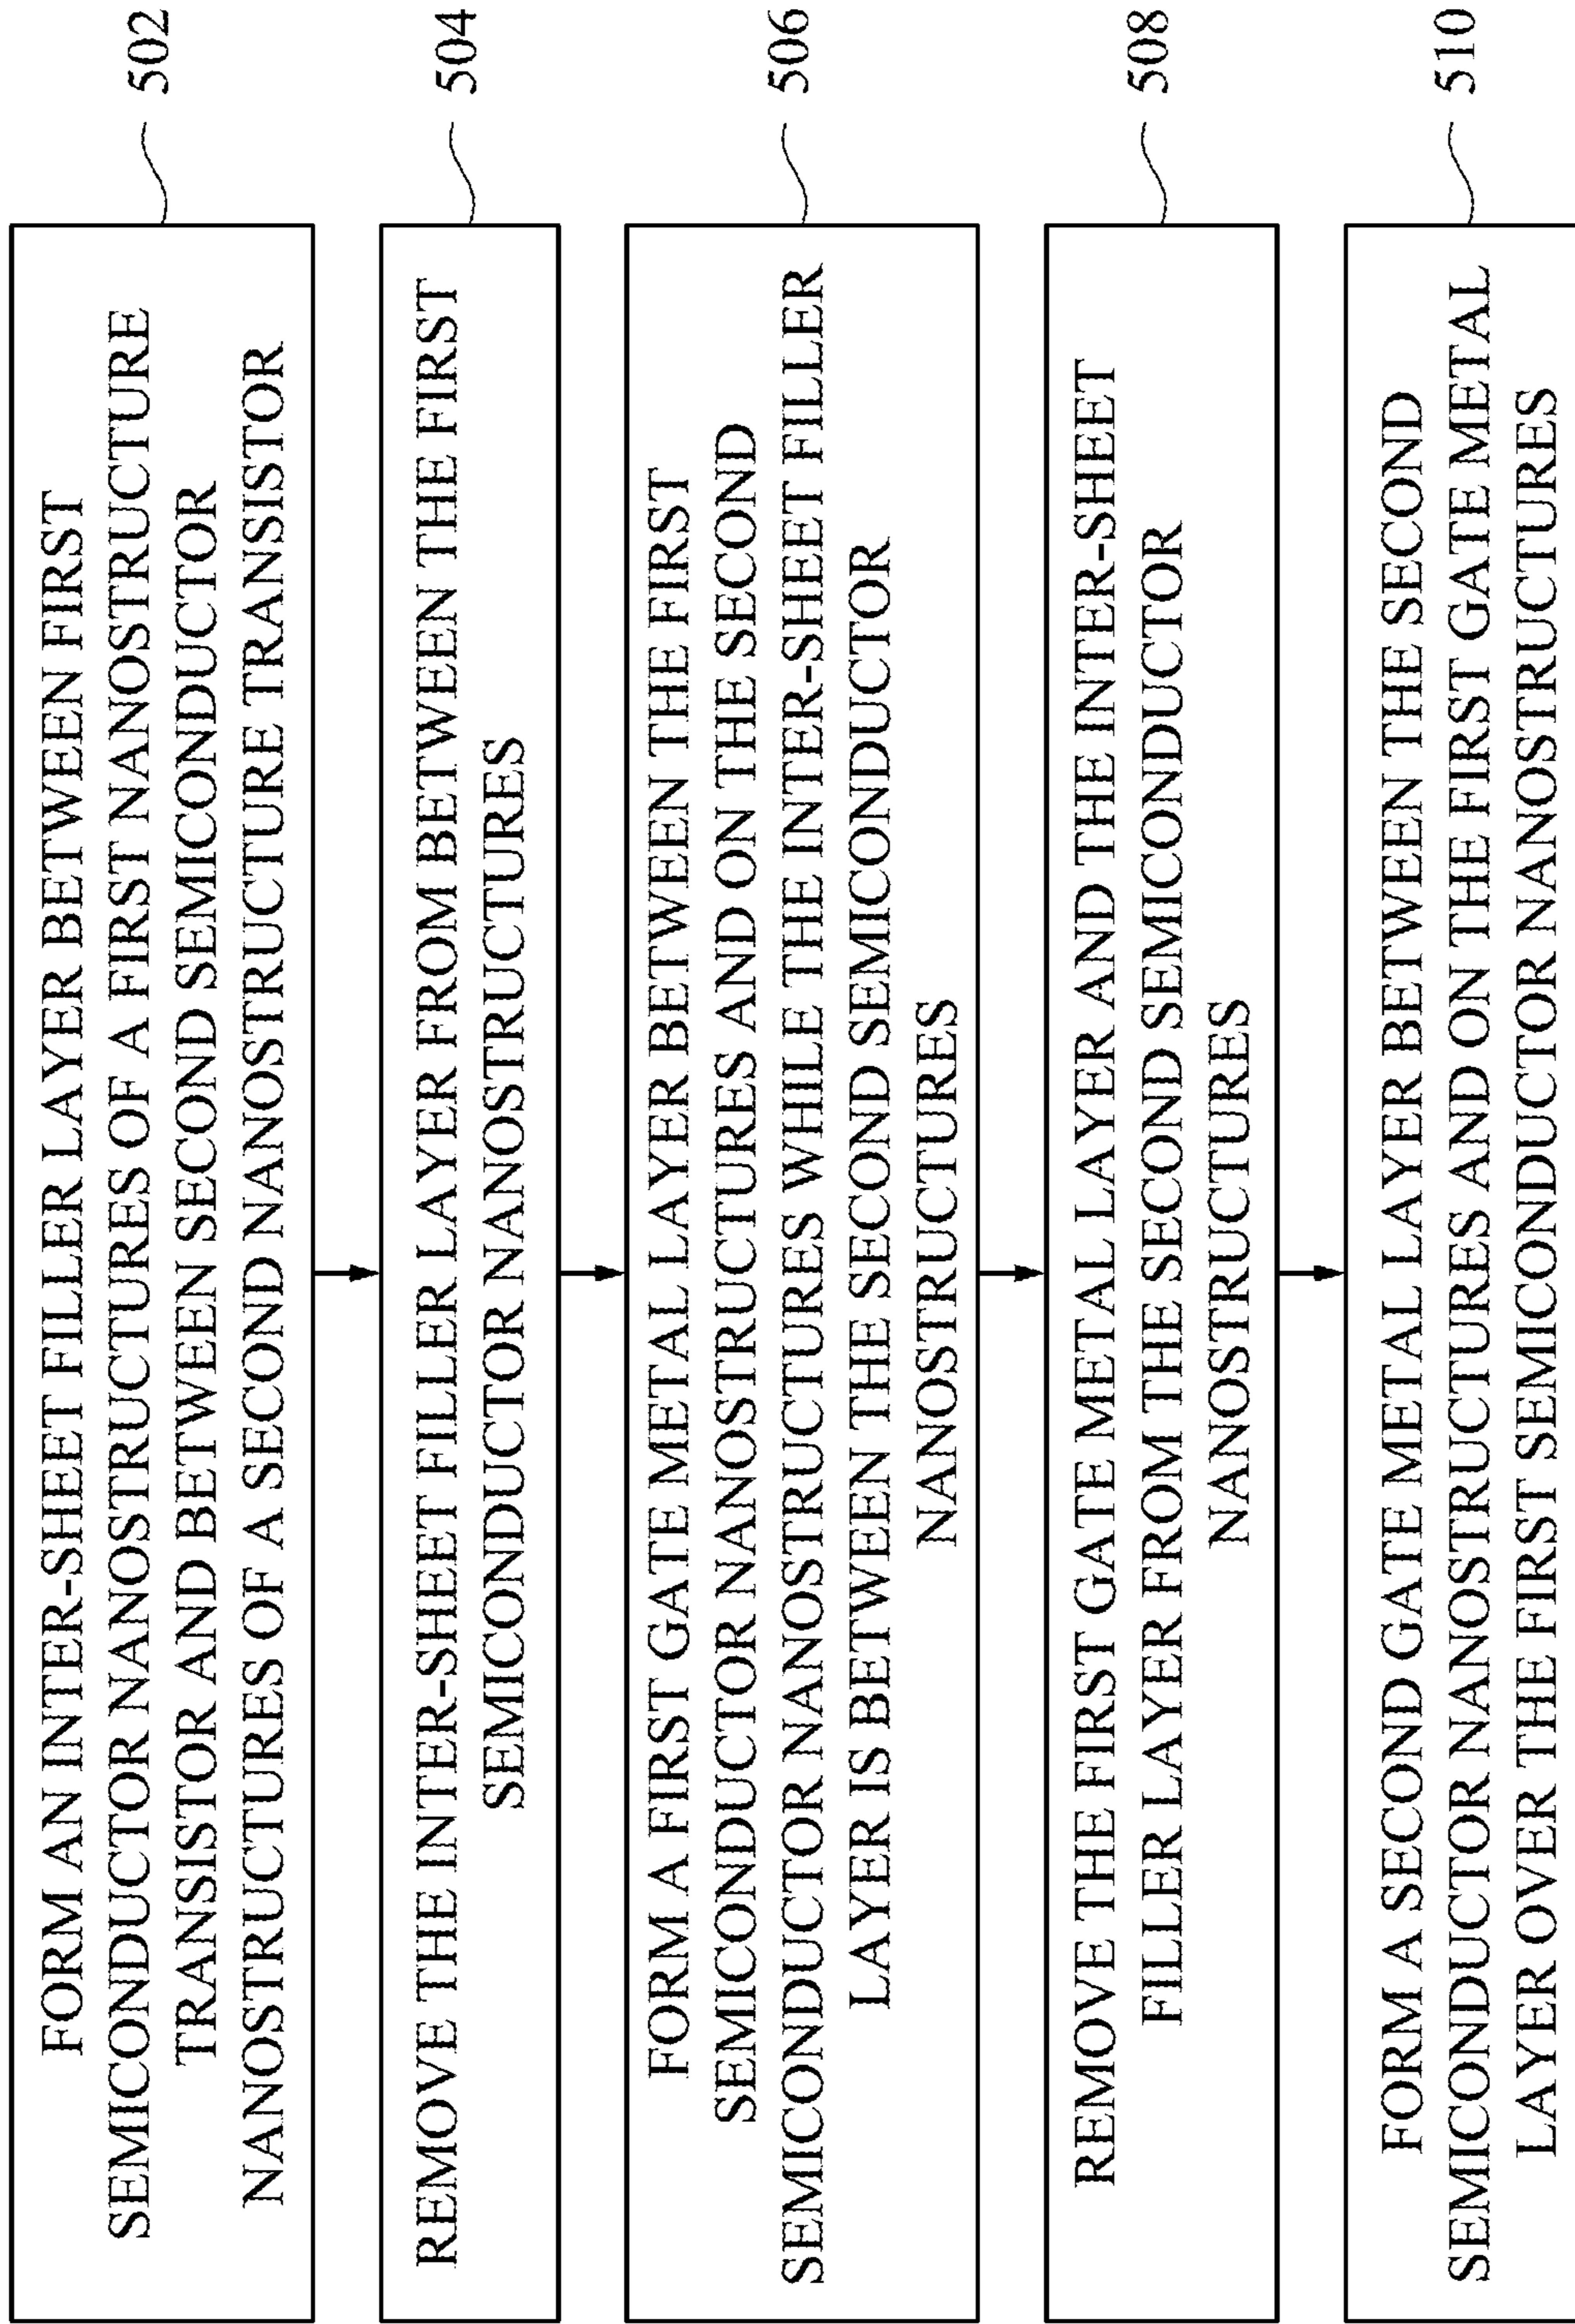 FORM AN INTER-SHEET FILLER LAYER BETWEEN FIRST
SEMICONDUCTOR NANOSTRUCTURES OF A FIRST NANOSTRUCTURE
TRANSISTOR AND BETWEEN SECOND SEMICONDUCTOR
NANOSTRUCTURES OF A SECOND NANOSTRUCTURE TRANSISTOR
502
REMOVE THE INTER-SHEET FILLER LAYER FROM BETWEEN THE FIRST
SEMICONDUCTOR NANOSTRUCTURES
504
FORM A FIRST GATE METAL LAYER BETWEEN THE FIRST
SEMICONDUCTOR NANOSTRUCTURES AND ON THE SECOND
SEMICONDUCTOR NANOSTRUCTURES WHILE THE INTER-SHEET FILLER
LAYER IS BETWEEN THE SECOND SEMICONDUCTOR
NANOSTRUCTURES
506
REMOVE THE FIRST GATE METAL LAYER AND THE INTER-SHEET
FILLER LAYER FROM THE SECOND SEMICONDUCTOR
NANOSTRUCTURES
508
FORM A SECOND GATE METAL LAYER BETWEEN THE SECOND
SEMICONDUCTOR NANOSTRUCTURES AND ON THE FIRST GATE METAL
LAYER OVER THE FIRST SEMICONDUCTOR NANOSTRUCTURES
510